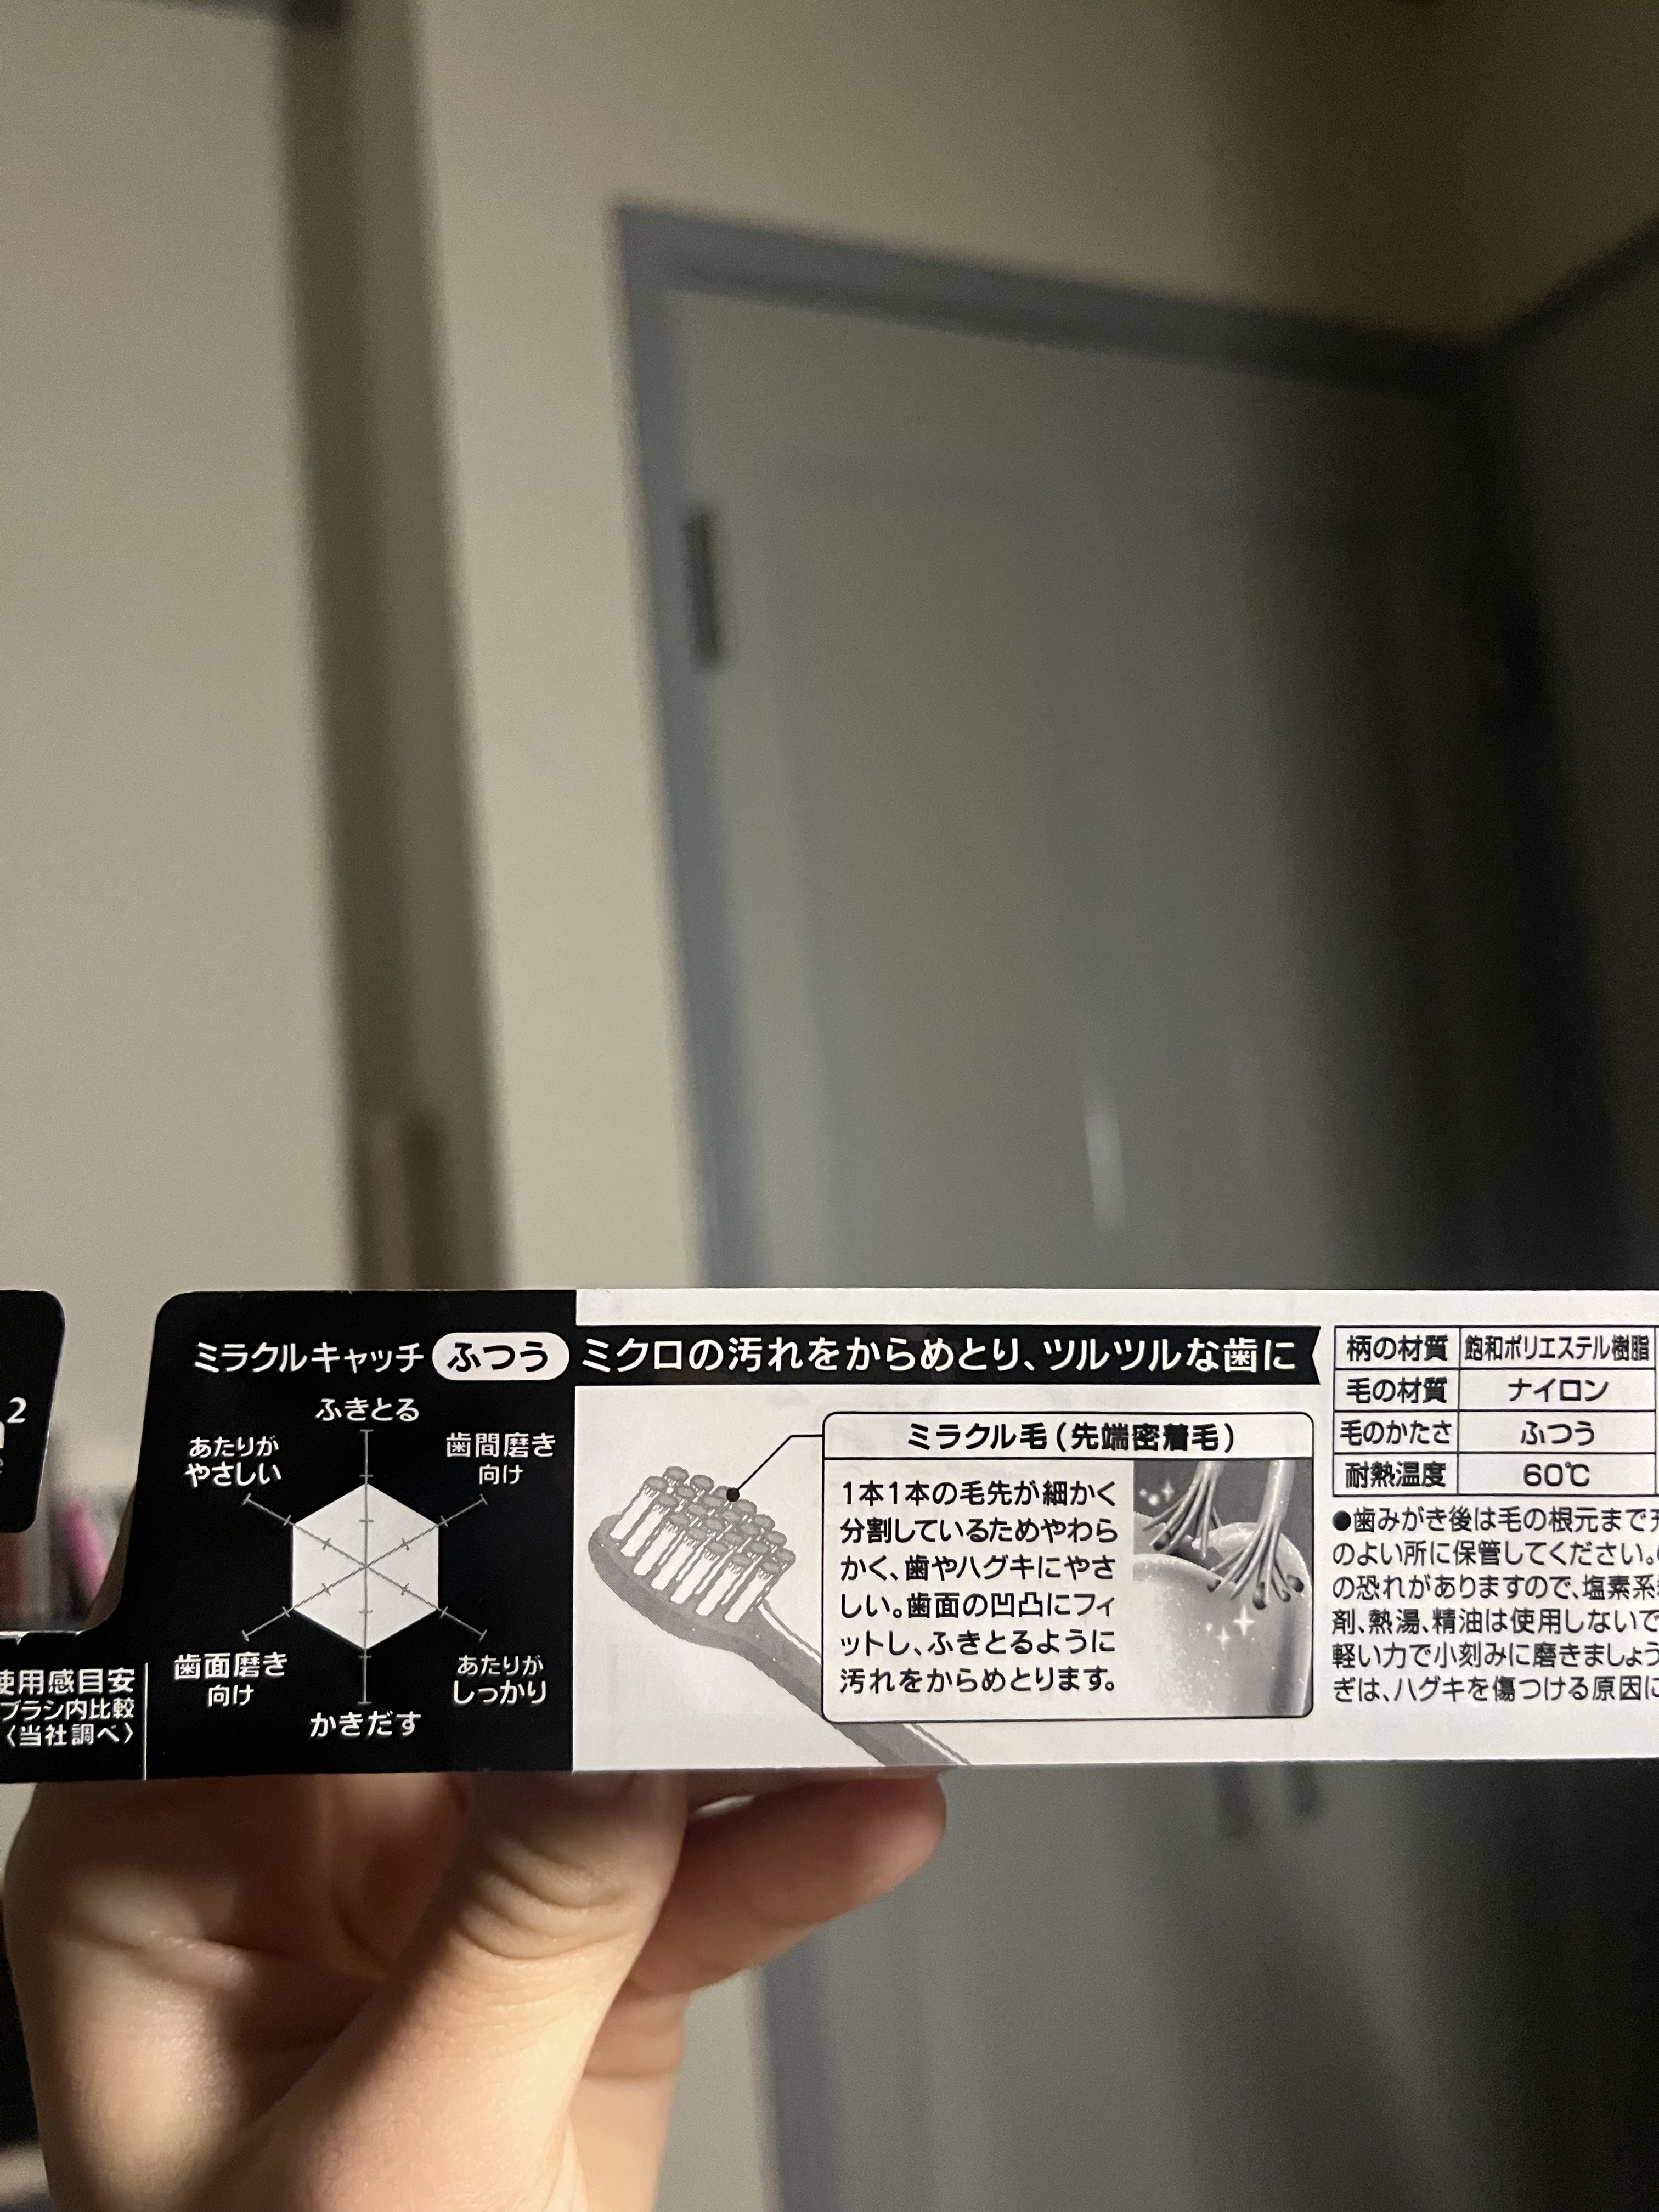 2
ミラクルキャッチ ふつう
ふきとる
歯間磨き
向け
あたりが
しっかり
かきだす
歯面磨き
向け
あたりが
やさしい
使用感目安
ブラシ内比較
〈当社調べ〉
ミクロの汚れをからめとり、ツルツルな歯に
ミラクル毛(先端密着毛)
1本1本の毛先が細かく
分割しているためやわら
かく、歯やハグキにやさ
しい。歯面の凹凸にフィ
ットし、ふきとるように
汚れをからめとります。
柄の材質 飽和ポリエステル樹脂
毛の材質 ナイロン
毛のかたさ ふつう
耐熱温度 60℃
●歯みがき後は毛の根元まで
のよい所に保管してください。
の恐れがありますので、塩素系
剤、熱湯、精油は使用しないで
軽い力で小刻みに磨きましょう
ぎは、ハグキを傷つける原因に